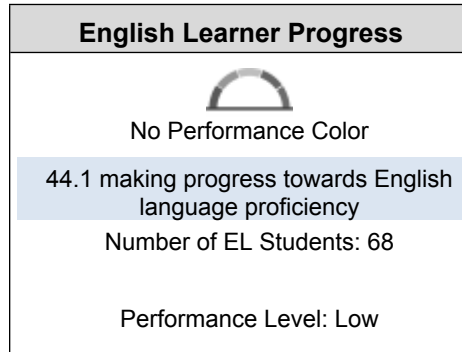 English Learner Progress
No Performance Color
44.1 making progress towards English
language proficiency
Number of EL Students: 68
Performance Level: Low